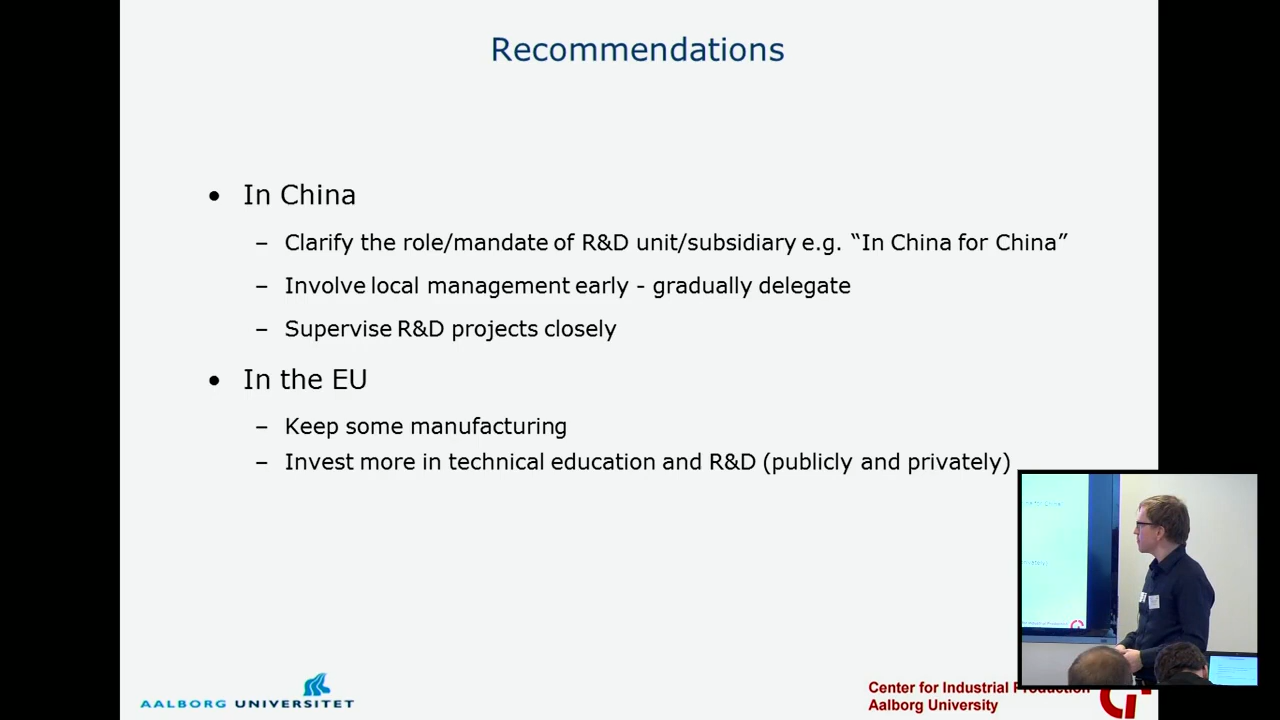 Recommendations
• In China
– Clarify the role/mandate of R&D unit/subsidiary e.g. “In China for China”
– Involve local management early - gradually delegate
– Supervise R&D projects closely
• In the EU
– Keep some manufacturing
– Invest more in technical education and R&D (publicly and privately)
AALBORG UNIVERSITET
Center for Industrial Production
Aalborg University